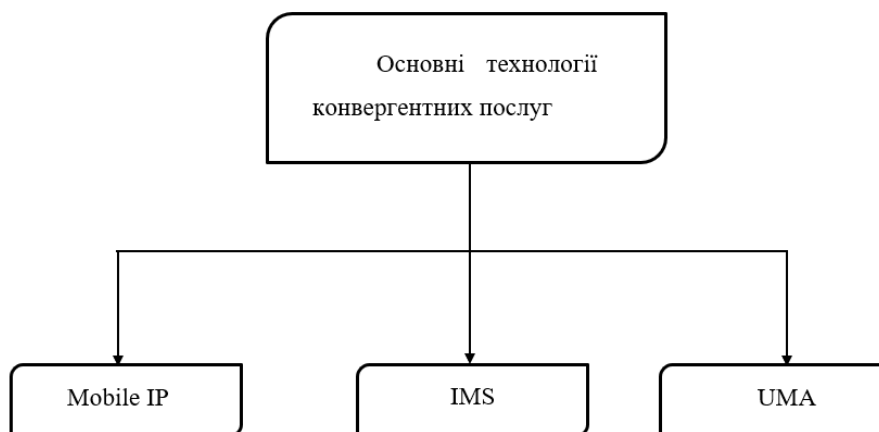 Основні технології
конвергентних послуг
Mobile IP
IMS
UMA